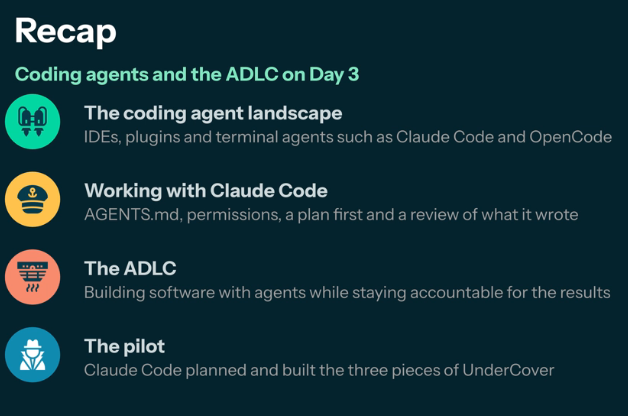 Recap
Coding agents and the ADLC on Day 3
The coding agent landscape
IDEs, plugins and terminal agents such as Claude Code and OpenCode
Working with Claude Code
AGENTS.md, permissions, a plan first and a review of what it wrote
The ADLC
Building software with agents while staying accountable for the results
The pilot
Claude Code planned and built the three pieces of UnderCover